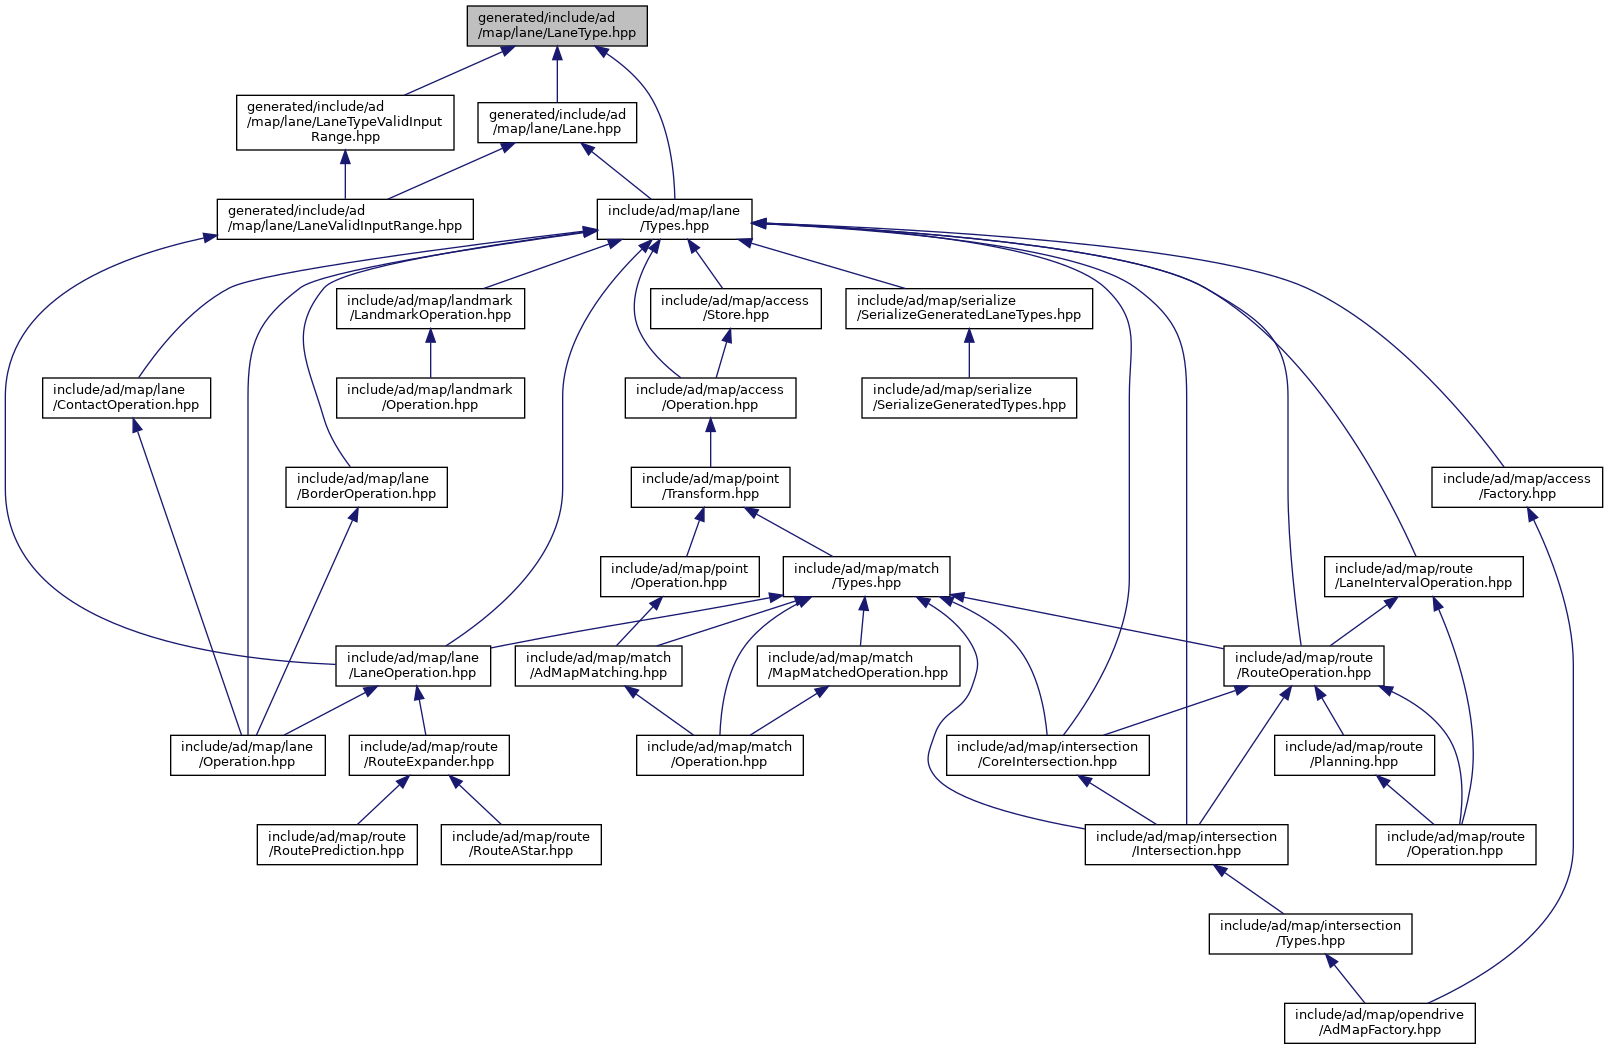 generated/include/ad
/map/lane/LaneType.hpp
generated/include/ad
/map/lane/LaneTypeValidInput
Range.hpp
generated/include/ad
/map/lane/Lane.hpp
generated/include/ad
/map/lane/LaneValidInputRange.hpp
include/ad/map/lane
/Types.hpp
include/ad/map/landmark
/LandmarkOperation.hpp
include/ad/map/access
/Store.hpp
include/ad/map/serialize
/SerializeGeneratedLaneTypes.hpp
include/ad/map/lane
/ContactOperation.hpp
include/ad/map/landmark
/Operation.hpp
include/ad/map/access
/Operation.hpp
include/ad/map/serialize
/SerializeGeneratedTypes.hpp
include/ad/map/lane
/BorderOperation.hpp
include/ad/map/point
/Transform.hpp
include/ad/map/access
/Factory.hpp
include/ad/map/point
/Operation.hpp
include/ad/map/match
/Types.hpp
include/ad/map/route
/LaneIntervalOperation.hpp
include/ad/map/lane
/LaneOperation.hpp
include/ad/map/match
/AdMapMatching.hpp
include/ad/map/match
/MapMatchedOperation.hpp
include/ad/map/route
/RouteOperation.hpp
include/ad/map/lane
/Operation.hpp
include/ad/map/route
/RouteExpander.hpp
include/ad/map/match
/Operation.hpp
include/ad/map/intersection
/CoreIntersection.hpp
include/ad/map/route
/Planning.hpp
include/ad/map/route
/RoutePrediction.hpp
include/ad/map/route
/RouteAStar.hpp
include/ad/map/intersection
/Intersection.hpp
include/ad/map/route
/Operation.hpp
include/ad/map/intersection
/Types.hpp
include/ad/map/opendrive
/AdMapFactory.hpp